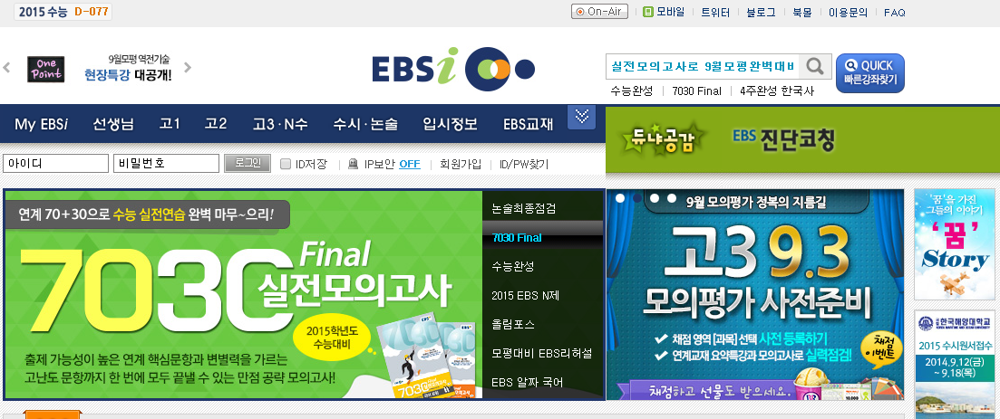 2015 수능 D-077
On-Air 모바일 트위터 블로그 북몰 이용문의 FAQ
One Point
9월모평 역전기술
현장특강 대공개!
EBSi
실전모의고사로 9월모평완벽대비
수능완성 7030 Final 4주완성 한국사
QUICK
빠른강좌찾기
My EBSi 선생님 고1 고2 고3·N수 수시·논술 입시정보 EBS교재
듀냐공감
EBS 진단코칭
아이디 비밀번호 로그인 ID저장 IP보안 OFF 회원가입 ID/PW찾기
연계 70+30으로 수능 실전연습 완벽 마무~으리!
7030 Final
실전모의고사
2015학년도
수능대비
출제 가능성이 높은 연계 핵심문항과 변별력을 가르는
고난도 문항까지 한 번에 모두 끝낼 수 있는 만점 공략 모의고사!
논술최종점검
7030 Final
수능완성
2015 EBS N제
올림포스
모평대비 EBS리허설
EBS 알짜 국어
9월 모의평가 정복의 지름길
고3 9.3
모의평가 사전준비
채점 영역 [과목] 선택 사전 등록하기
연계교재 요약특강과 모의고사로 실력점검!
채점 이벤트
채점하고 선물도 받으세요.
'꿈'을 가진
그들의 이야기
'꿈'
Story
한국해양대학교
2015 수시원서접수
2014.9.12(금)
~ 9.18(목)